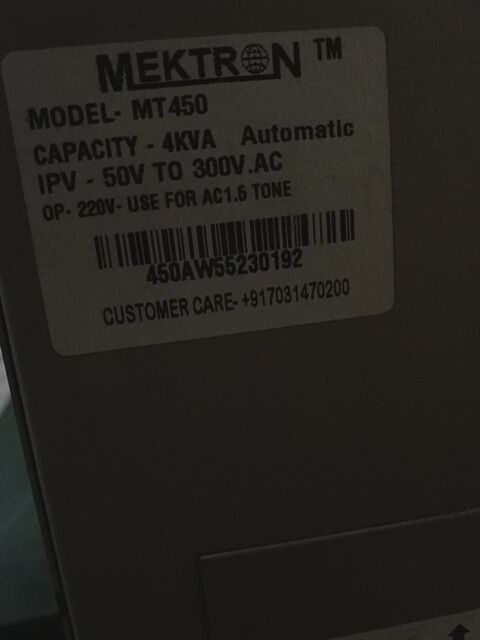 MEKTRON TM
MODEL- MT450
CAPACITY - 4KVA Automatic
IPV - 50V TO 300V.AC
OP- 220V- USE FOR AC1.5 TONE
450AW55230192
CUSTOMER CARE- +917031470200